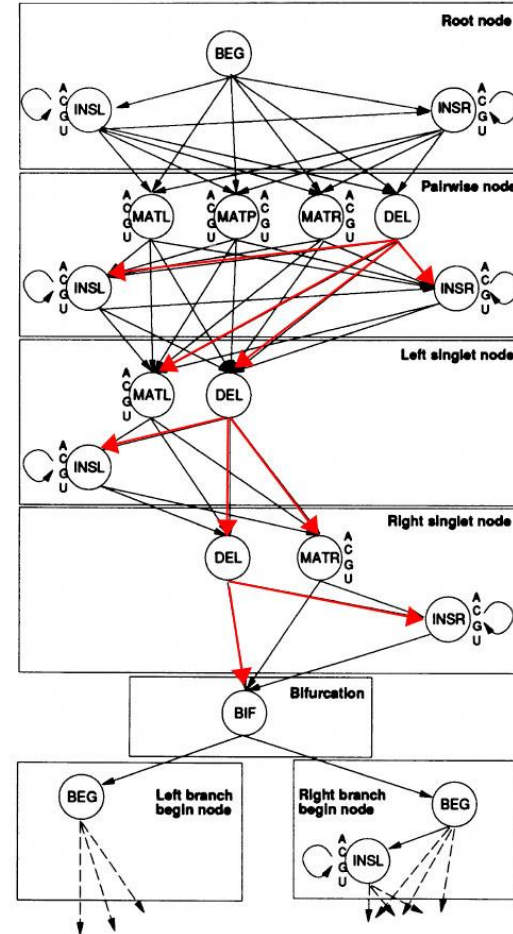 Root node
BEG
A
C
G
U
INSL
INSR
A
C
G
U
Pairwise node
A
C
G
U
MATL
A
C
G
U
MATP
A
C
G
U
MATR
A
C
G
U
DEL
A
C
G
U
INSL
INSR
A
C
G
U
Left singlet node
A
C
G
U
MATL
DEL
A
C
G
U
INSL
Right singlet node
DEL
MATR
A
C
G
U
INSR
A
C
G
U
Bifurcation
BIF
BEG
Left branch
begin node
Right branch
begin node
BEG
A
C
G
U
INSL